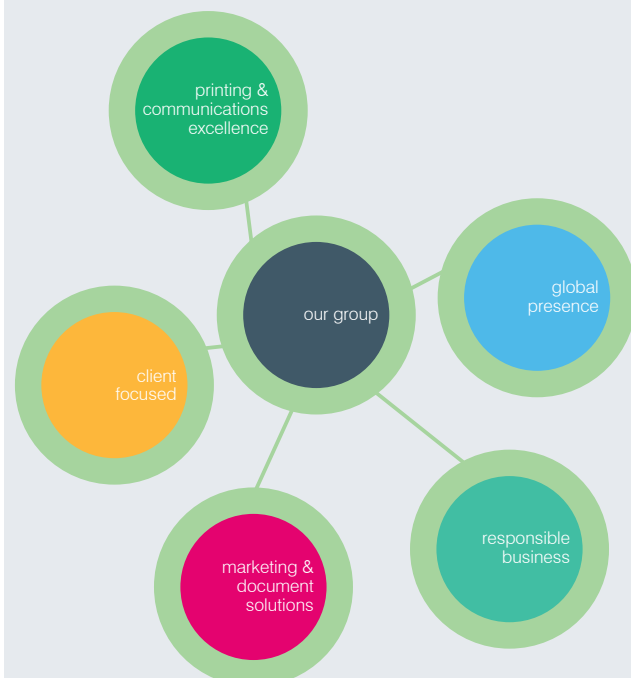 printing &
communications
excellence
global
presence
our group
client
focused
responsible
business
marketing &
document
solutions